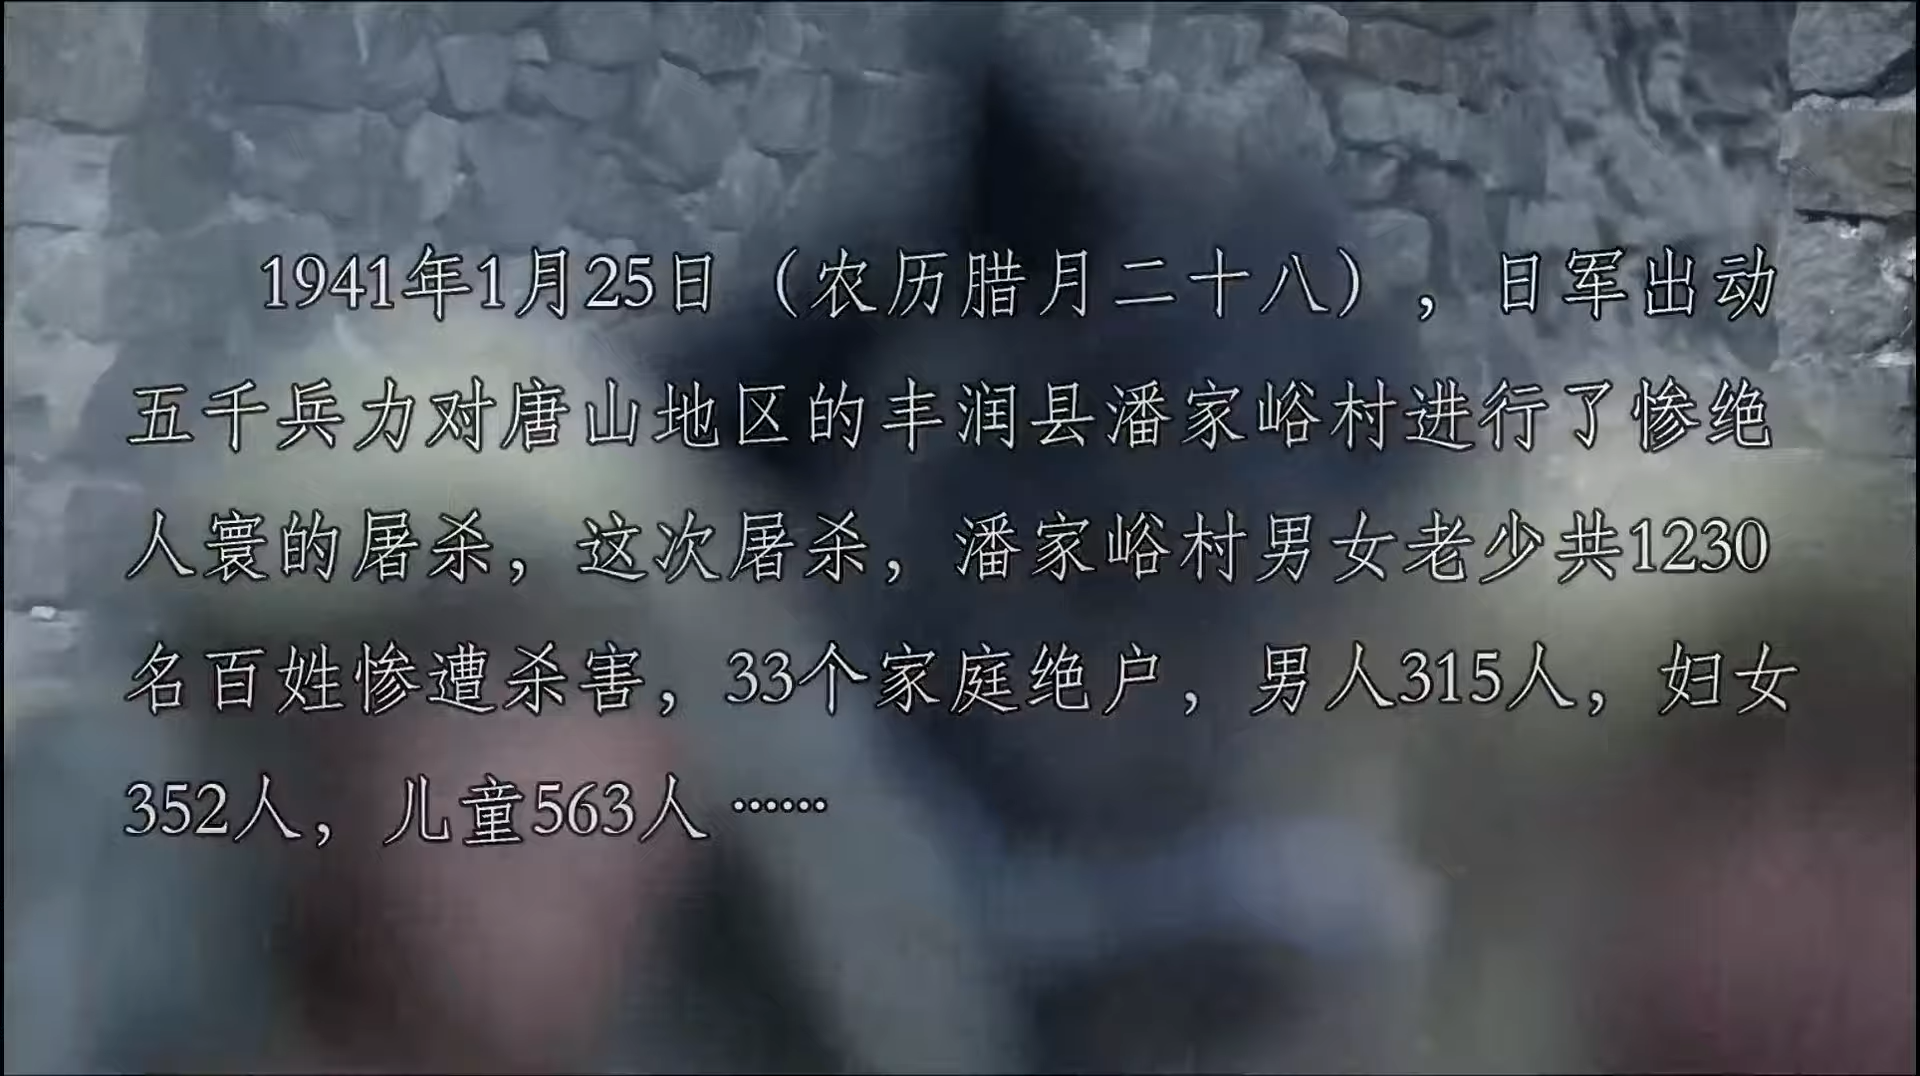 1941年1月25日（农历腊月二十八），日军出动
五千兵力对唐山地区的丰润县潘家峪村进行了惨绝
人寰的屠杀，这次屠杀，潘家峪村男女老少共1230
名百姓惨遭杀害，33个家庭绝户，男人315人，妇女
352人，儿童563人……